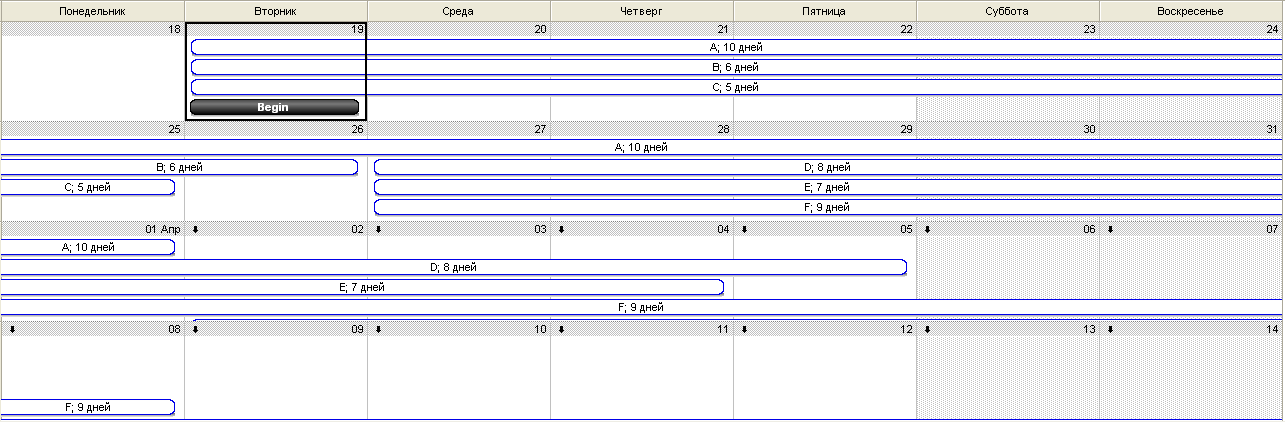 Понедельник Вторник Среда Четверг Пятница Суббота Воскресенье
18 19 20 21 22 23 24
A; 10 дней
B; 6 дней
C; 5 дней
Begin
25 26 27 28 29 30 31
A; 10 дней
B; 6 дней D; 8 дней
C; 5 дней E; 7 дней
F; 9 дней
01 Апр 02 03 04 05 06 07
A; 10 дней
D; 8 дней
E; 7 дней
F; 9 дней
08 09 10 11 12 13 14
F; 9 дней